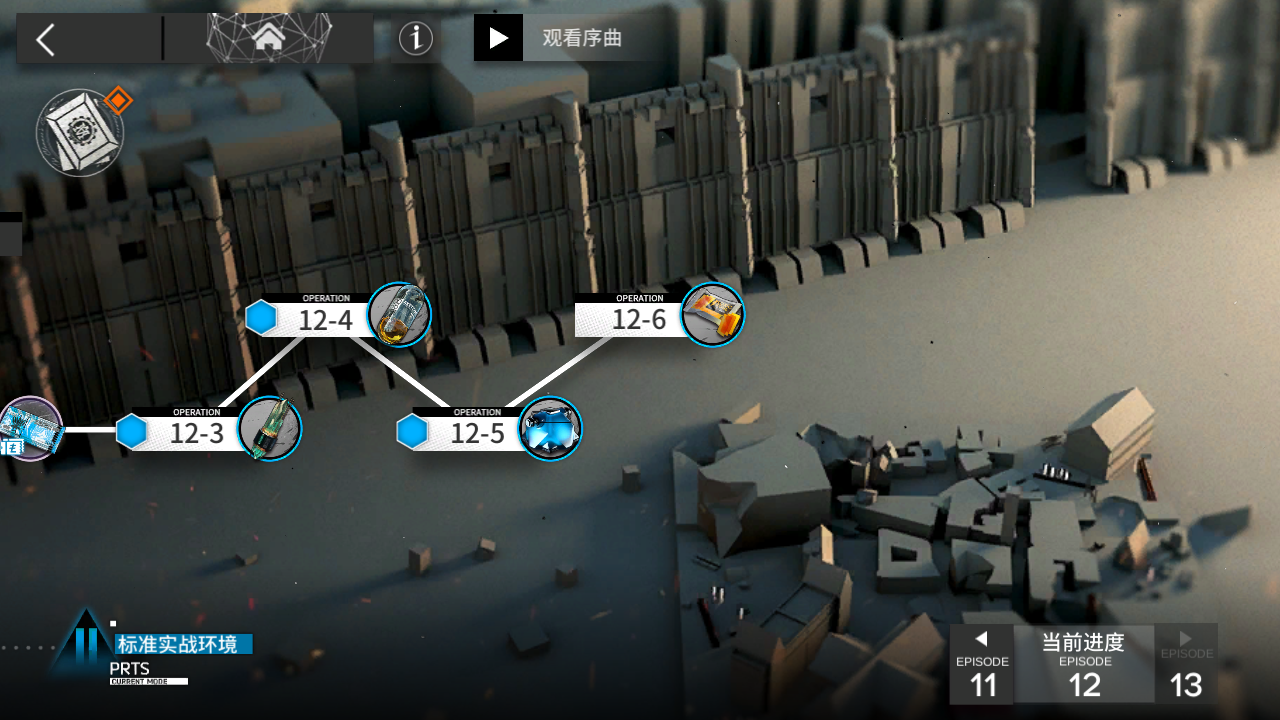 观看序曲
OPERATION
12-4
OPERATION
12-6
OPERATION
12-3
OPERATION
12-5
标准实战环境
PRTS
CURRENT MODE
EPISODE
11
当前进度
EPISODE
12
EPISODE
13